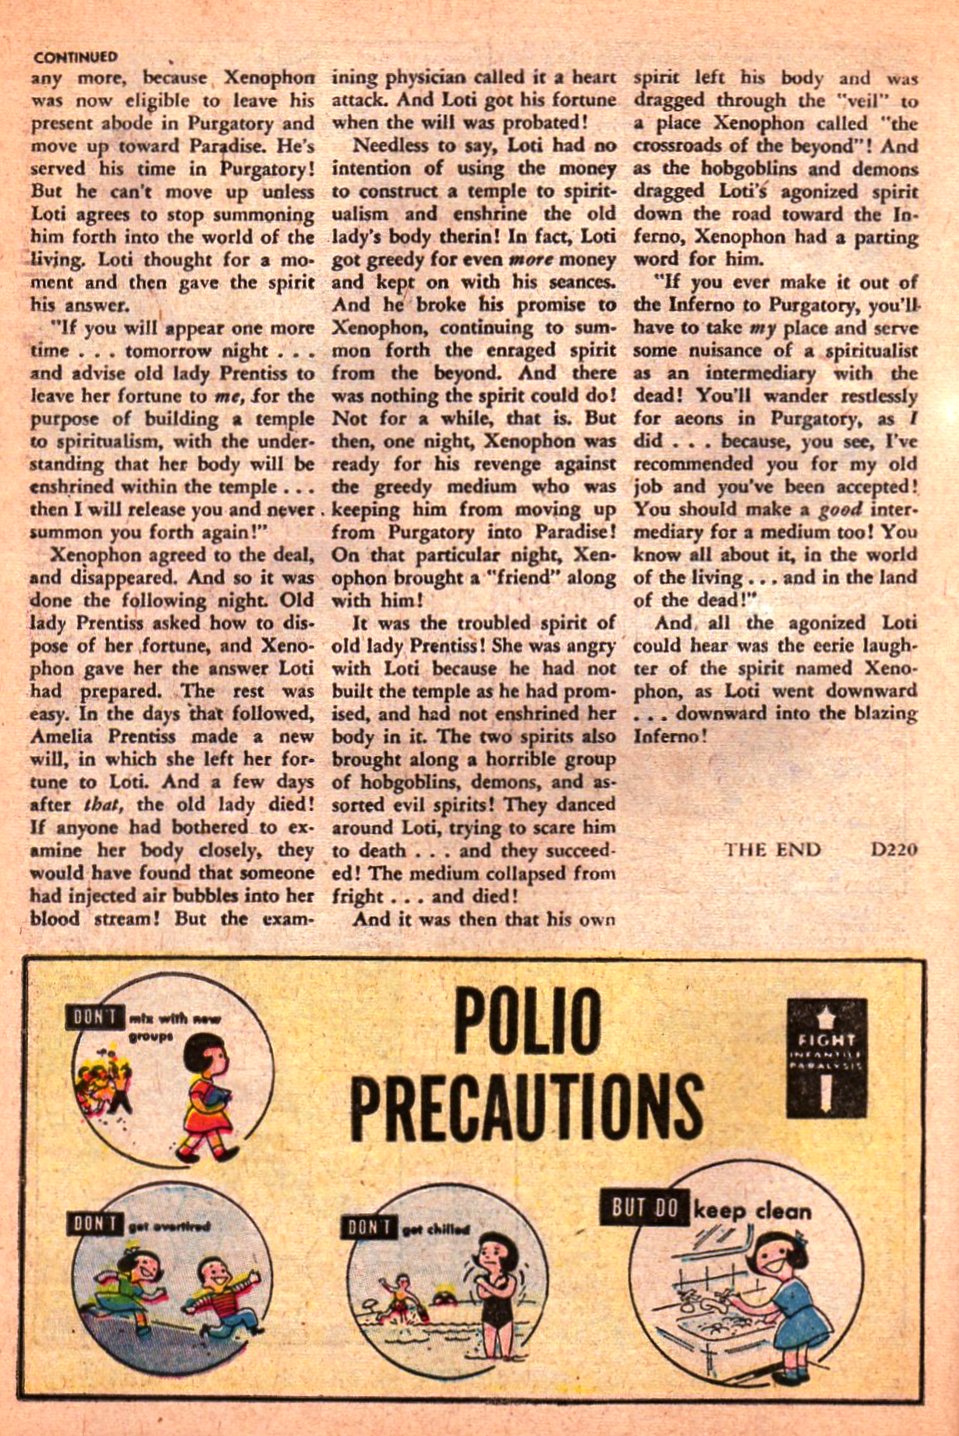 CONTINUED
any more, because Xenophon
was now eligible to leave his
present abode in Purgatory and
move up toward Paradise. He's
served his time in Purgatory!
But he can't move up unless
Loti agrees to stop summoning
him forth into the world of the
living. Loti thought for a mo-
ment and then gave the spirit
his answer.
"If you will appear one more
time . . . tomorrow night . . .
and advise old lady Prentiss to
leave her fortune to me, for the
purpose of building a temple
to spiritualism, with the under-
standing that her body will be
enshrined within the temple . . .
then I will release you and never
summon you forth again!"
Xenophon agreed to the deal,
and disappeared. And so it was
done the following night. Old
lady Prentiss asked how to dis-
pose of her fortune, and Xeno-
phon gave her the answer Loti
had prepared. The rest was
easy. In the days that followed,
Amelia Prentiss made a new
will, in which she left her for-
tune to Loti. And a few days
after that, the old lady died!
If anyone had bothered to ex-
amine her body closely, they
would have found that someone
had injected air bubbles into her
blood stream! But the exam-
ining physician called it a heart
attack. And Loti got his fortune
when the will was probated!
Needless to say, Loti had no
intention of using the money
to construct a temple to spirit-
ualism and enshrine the old
lady's body therin! In fact, Loti
got greedy for even more money
and kept on with his seances.
And he broke his promise to
Xenophon, continuing to sum-
mon forth the enraged spirit
from the beyond. And there
was nothing the spirit could do!
Not for a while, that is. But
then, one night, Xenophon was
ready for his revenge against
the greedy medium who was
keeping him from moving up
from Purgatory into Paradise!
On that particular night, Xen-
ophon brought a "friend" along
with him!
It was the troubled spirit of
old lady Prentiss! She was angry
with Loti because he had not
built the temple as he had prom-
ised, and had not enshrined her
body in it. The two spirits also
brought along a horrible group
of hobgoblins, demons, and as-
sorted evil spirits! They danced
around Loti, trying to scare him
to death . . . and they succeed-
ed! The medium collapsed from
fright . . . and died!
And it was then that his own
spirit left his body and was
dragged through the "veil" to
a place Xenophon called "the
crossroads of the beyond"! And
as the hobgoblins and demons
dragged Loti's agonized spirit
down the road toward the In-
ferno, Xenophon had a parting
word for him.
"If you ever make it out of
the Inferno to Purgatory, you'll
have to take my place and serve
some nuisance of a spiritualist
as an intermediary with the
dead! You'll wander restlessly
for aeons in Purgatory, as I
did . . . because, you see, I've
recommended you for my old
job and you've been accepted!
You should make a good inter-
mediary for a medium too! You
know all about it, in the world
of the living . . . and in the land
of the dead!"
And all the agonized Loti
could hear was the eerie laugh-
ter of the spirit named Xeno-
phon, as Loti went downward
. . . downward into the blazing
Inferno!
THE END D220
DON'T mix with new
groups
POLIO
PRECAUTIONS
FIGHT
INFANTILE
PARALYSIS
DON'T get overtired
DON'T get chilled
BUT DO keep clean